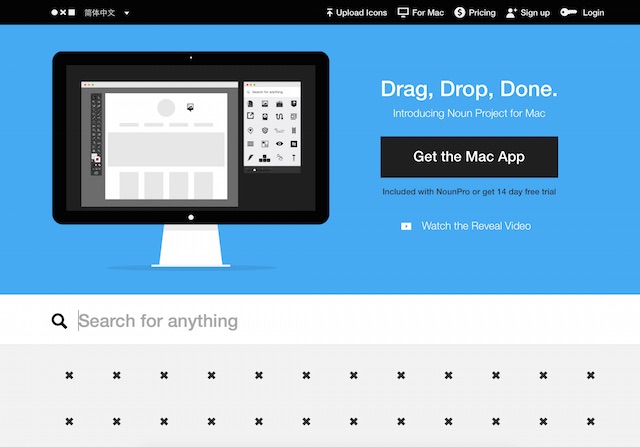 简体中文
Upload Icons
For Mac
Pricing
Sign up
Login
Search for anything
Drag, Drop, Done.
Introducing Noun Project for Mac
Get the Mac App
Included with NounPro or get 14 day free trial
Watch the Reveal Video
Search for anything